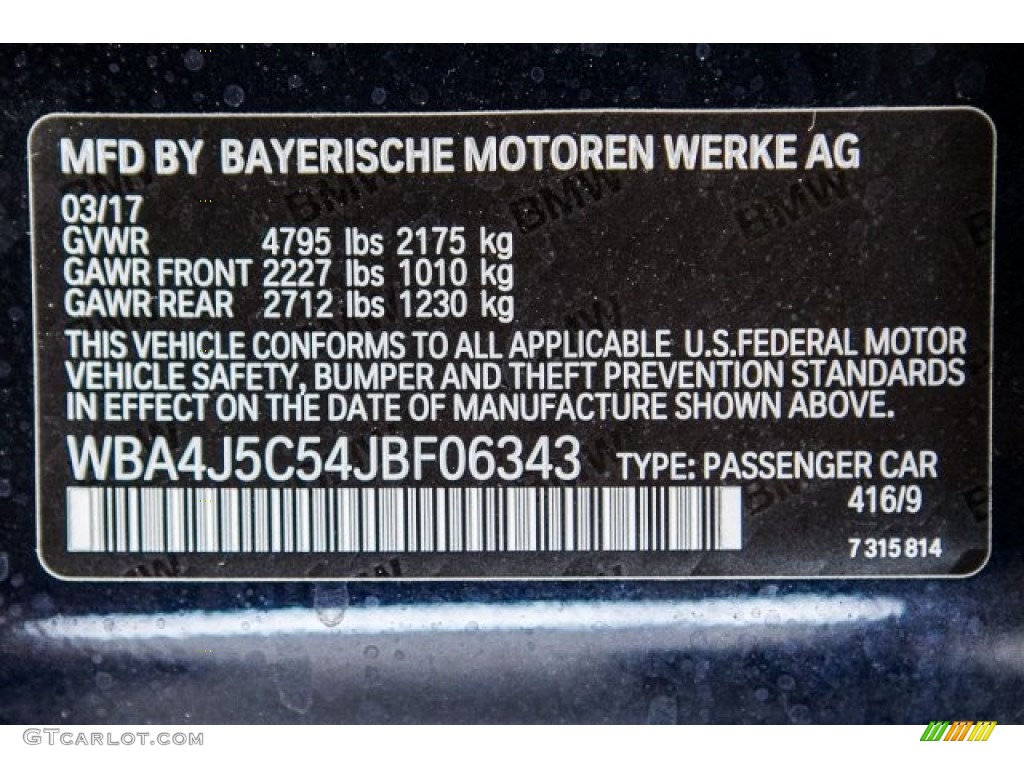 MFD BY BAYERISCHE MOTOREN WERKE AG
03/17
GVWR 4795 lbs 2175 kg
GAWR FRONT 2227 lbs 1010 kg
GAWR REAR 2712 lbs 1230 kg
THIS VEHICLE CONFORMS TO ALL APPLICABLE U.S.FEDERAL MOTOR
VEHICLE SAFETY, BUMPER AND THEFT PREVENTION STANDARDS
IN EFFECT ON THE DATE OF MANUFACTURE SHOWN ABOVE.
WBA4J5C54JBF06343 TYPE: PASSENGER CAR
416/9
7 315 814
GTCarLot.com